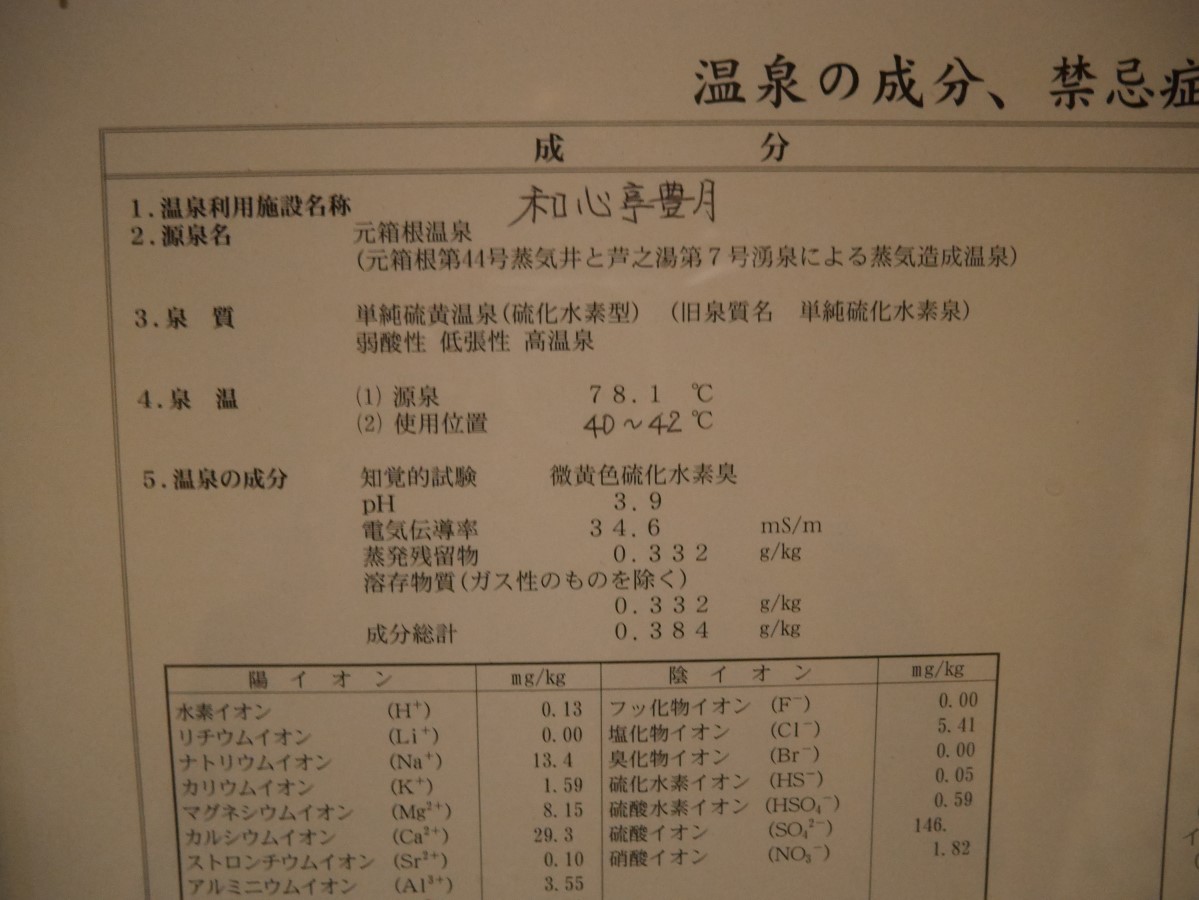 温泉の成分、禁忌症
成 分
1.温泉利用施設名称 和心亭豊月
2.源泉名 元箱根温泉
(元箱根第44号蒸気井と芦之湯第7号湧泉による蒸気造成温泉)
3.泉 質 単純硫黄温泉(硫化水素型) (旧泉質名 単純硫化水素泉)
弱酸性 低張性 高温泉
4.泉 温 (1) 源泉 78.1 ℃
(2) 使用位置 40~42℃
5.温泉の成分 知覚的試験 微黄色硫化水素臭
pH 3.9
電気伝導率 34.6 mS/m
蒸発残留物 0.332 g/kg
溶存物質(ガス性のものを除く)
0.332 g/kg
成分総計 0.384 g/kg
陽イオン mg/kg 陰イオン mg/kg
水素イオン (H⁺) 0.13 フッ化物イオン (F⁻) 0.00
リチウムイオン (Li⁺) 0.00 塩化物イオン (Cl⁻) 5.41
ナトリウムイオン (Na⁺) 13.4 臭化物イオン (Br⁻) 0.00
カリウムイオン (K⁺) 1.59 硫化水素イオン (HS⁻) 0.05
マグネシウムイオン (Mg²⁺) 8.15 硫酸水素イオン (HSO₄⁻) 0.59
カルシウムイオン (Ca²⁺) 29.3 硫酸イオン (SO₄²⁻) 146.
ストロンチウムイオン (Sr²⁺) 0.10 硝酸イオン (NO₃⁻) 1.82
アルミニウムイオン (Al³⁺) 3.55